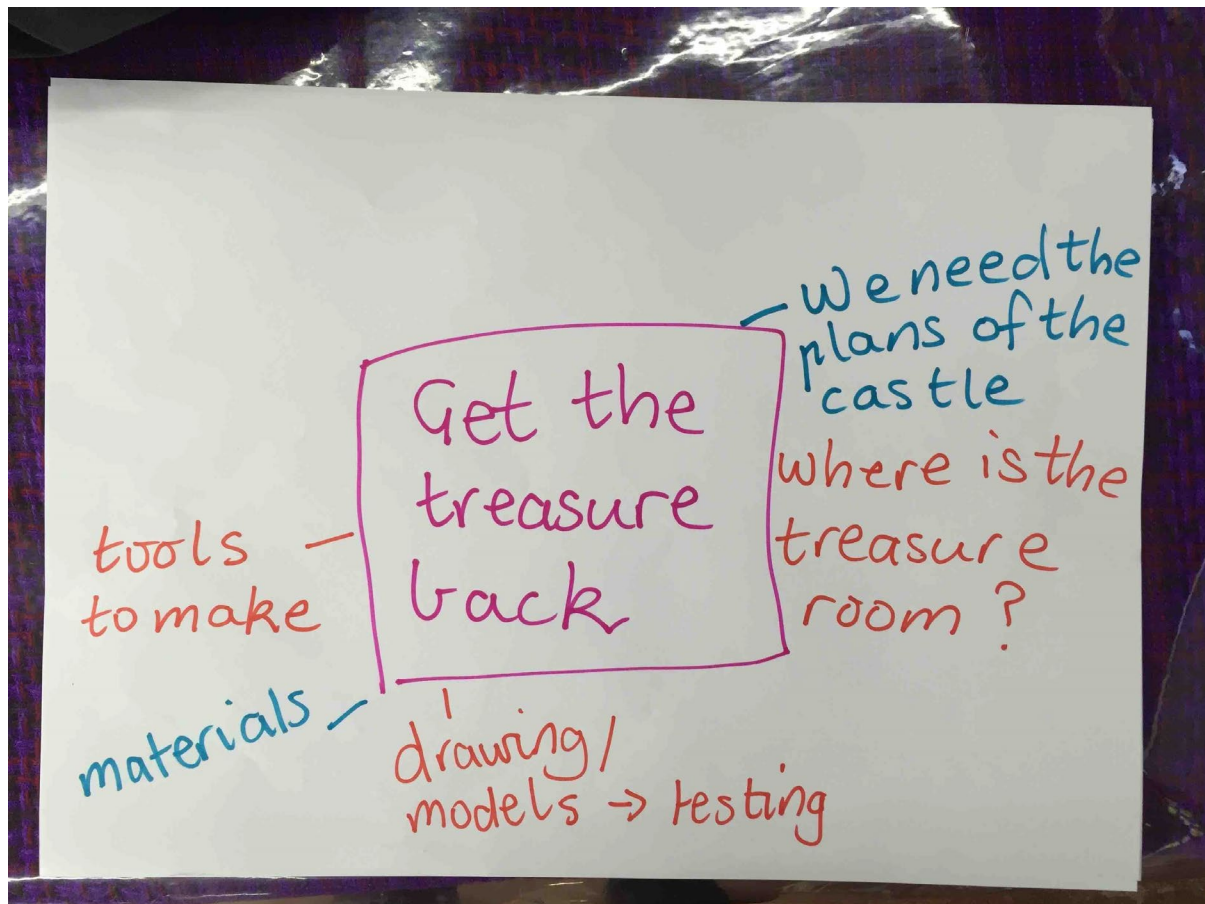 Get the
treasure
back
we need the
plans of the
castle
where is the
treasure
room ?
tools
to make
materials
drawing /
models → testing